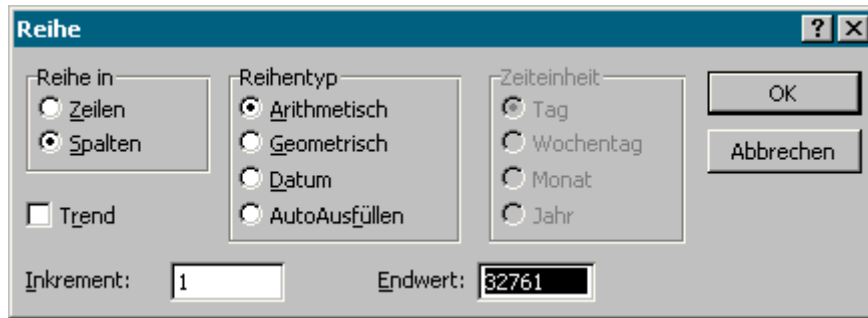 Reihe
Reihe in
Zeilen
Spalten
Trend
Reihentyp
Arithmetisch
Geometrisch
Datum
AutoAusfüllen
Zeiteinheit
Tag
Wochentag
Monat
Jahr
OK
Abbrechen
Inkrement: 1
Endwert: 32761